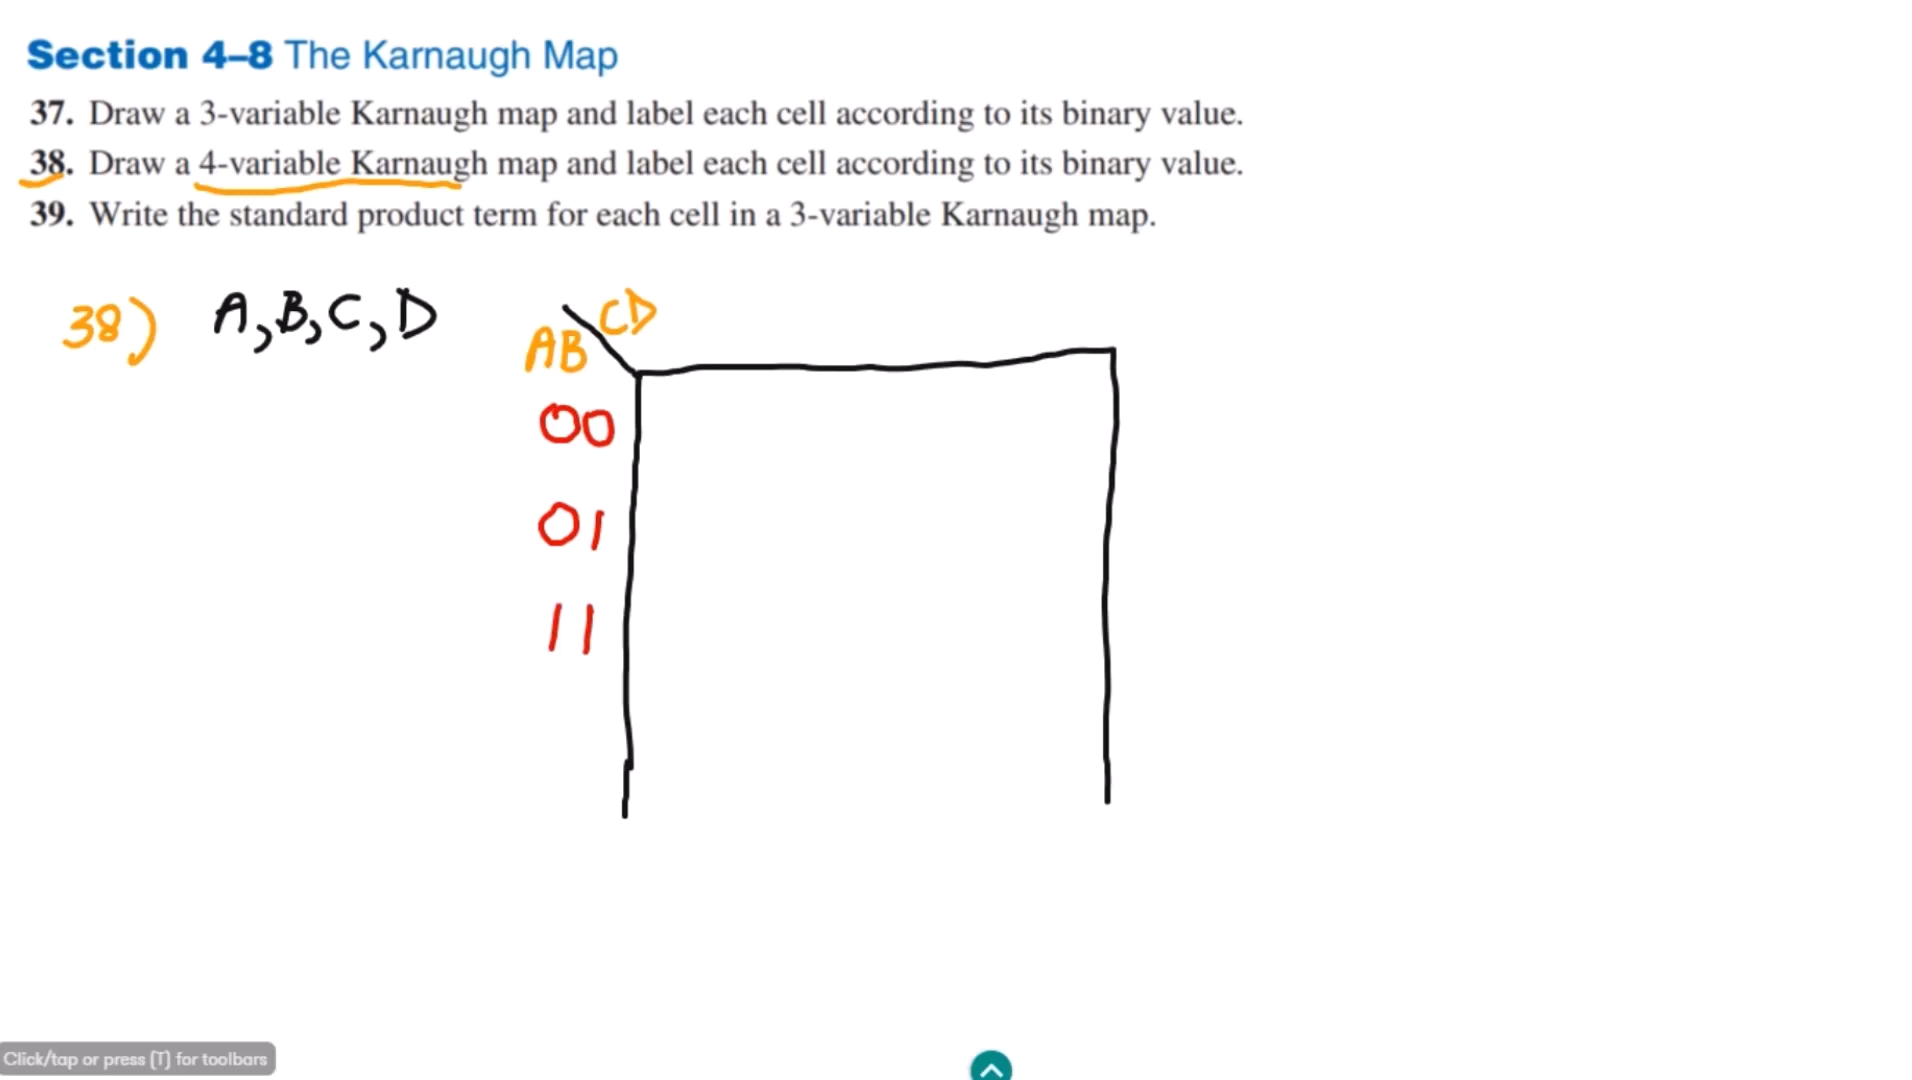 Section 4–8 The Karnaugh Map
37. Draw a 3-variable Karnaugh map and label each cell according to its binary value.
38. Draw a 4-variable Karnaugh map and label each cell according to its binary value.
39. Write the standard product term for each cell in a 3-variable Karnaugh map.
38) A,B,C,D
CD
AB
00
01
11
Click/tap or press (T) for toolbars